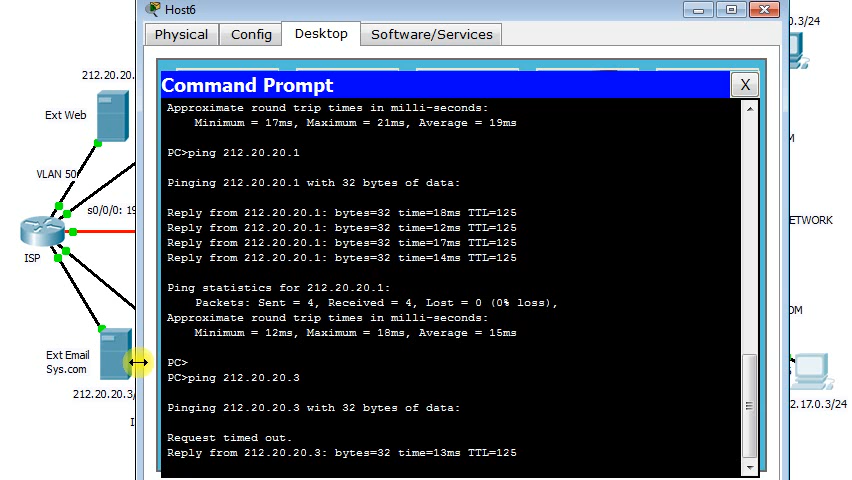 Host6
Physical
Config
Desktop
Software/Services
Command Prompt
X
Approximate round trip times in milli-seconds:
Minimum = 17ms, Maximum = 21ms, Average = 19ms
PC>ping 212.20.20.1
Pinging 212.20.20.1 with 32 bytes of data:
Reply from 212.20.20.1: bytes=32 time=18ms TTL=125
Reply from 212.20.20.1: bytes=32 time=12ms TTL=125
Reply from 212.20.20.1: bytes=32 time=17ms TTL=125
Reply from 212.20.20.1: bytes=32 time=14ms TTL=125
Ping statistics for 212.20.20.1:
Packets: Sent = 4, Received = 4, Lost = 0 (0% loss),
Approximate round trip times in milli-seconds:
Minimum = 12ms, Maximum = 18ms, Average = 15ms
PC>
PC>ping 212.20.20.3
Pinging 212.20.20.3 with 32 bytes of data:
Request timed out.
Reply from 212.20.20.3: bytes=32 time=13ms TTL=125
212.20.20.
Ext Web
VLAN 50
s0/0/0: 19
ISP
Ext Email
Sys.com
212.20.20.3/
I
0.3/24
M
ETWORK
OM
2.17.0.3/24